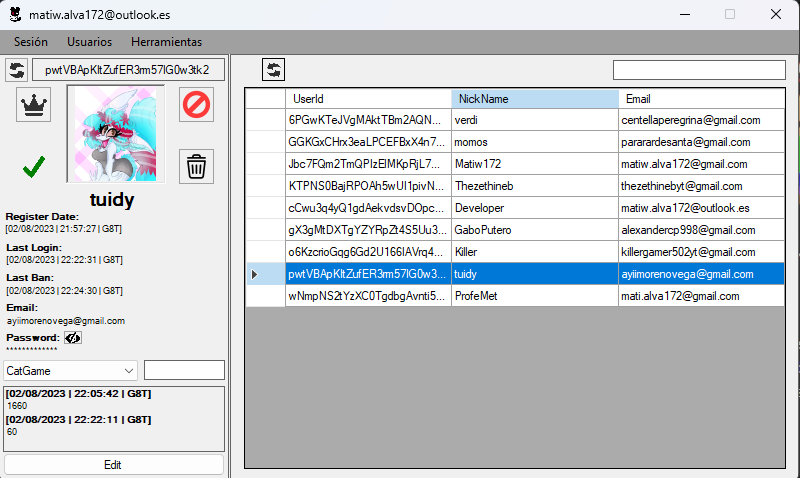 matiw.alva172@outlook.es
Sesión Usuarios Herramientas
pwtVBApKltZufER3rm57lG0w3tk2
tuidy
Register Date:
[02/08/2023 | 21:57:27 | G8T]
Last Login:
[02/08/2023 | 22:22:31 | G8T]
Last Ban:
[02/08/2023 | 22:24:30 | G8T]
Email:
ayiimorenovega@gmail.com
Password:
*************
CatGame
[02/08/2023 | 22:05:42 | G8T]
1660
[02/08/2023 | 22:22:11 | G8T]
60
Edit
UserId NickName Email
6PGwKTeJVgMAktTBm2AQN... verdi centellaperegrina@gmail.com
GGKGxCHrx3eaLPCEFBxX4n7... momos parardesanta@gmail.com
Jbc7FQm2TmQPIzElMKpRjL7... Matiw172 matiw.alva172@gmail.com
KTPNS0BajRPOAh5wUI1pivN... Thezethineb thezethinebyt@gmail.com
cCwu3q4yQ1gdAekvdsvDOpc... Developer matiw.alva172@outlook.es
gX3gMtDXTgYZYRpZt4S5Uu3... GaboPutero alexandercp998@gmail.com
o6KzcrioGqg6Gd2U166IAVrq4... Killer killergamer502yt@gmail.com
pwtVBApKltZufER3rm57lG0w3... tuidy ayiimorenovega@gmail.com
wNmpNS2tYzXC0TgdbgAvnti5... ProfeMet mati.alva172@gmail.com